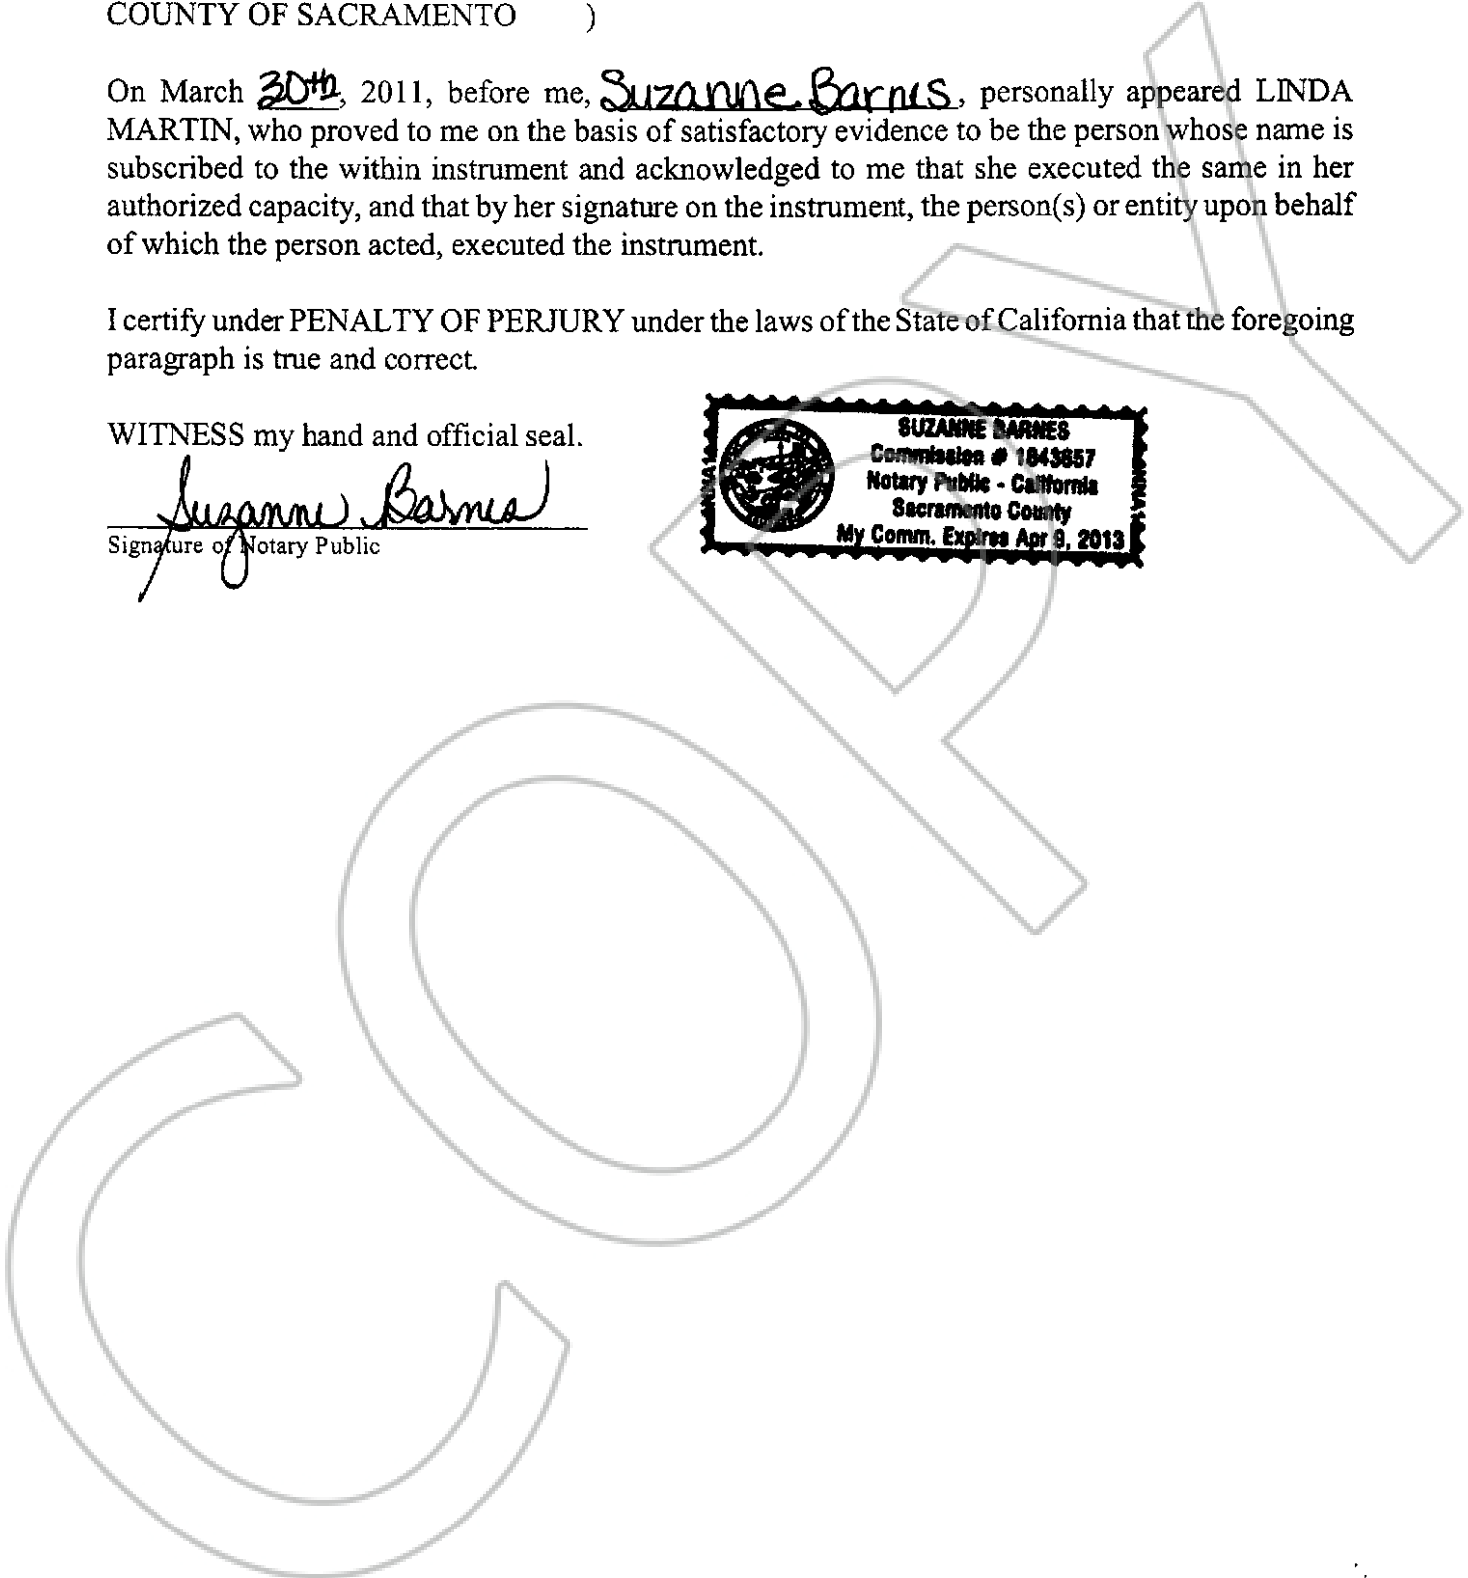 COUNTY OF SACRAMENTO )
On March 30th, 2011, before me, Suzanne Barnes, personally appeared LINDA
MARTIN, who proved to me on the basis of satisfactory evidence to be the person whose name is
subscribed to the within instrument and acknowledged to me that she executed the same in her
authorized capacity, and that by her signature on the instrument, the person(s) or entity upon behalf
of which the person acted, executed the instrument.
I certify under PENALTY OF PERJURY under the laws of the State of California that the foregoing
paragraph is true and correct.
WITNESS my hand and official seal.
Suzanne Barnes
Signature of Notary Public
SUZANNE BARNES
Commission # 1843657
Notary Public - California
Sacramento County
My Comm. Expires Apr 9, 2013
COPY